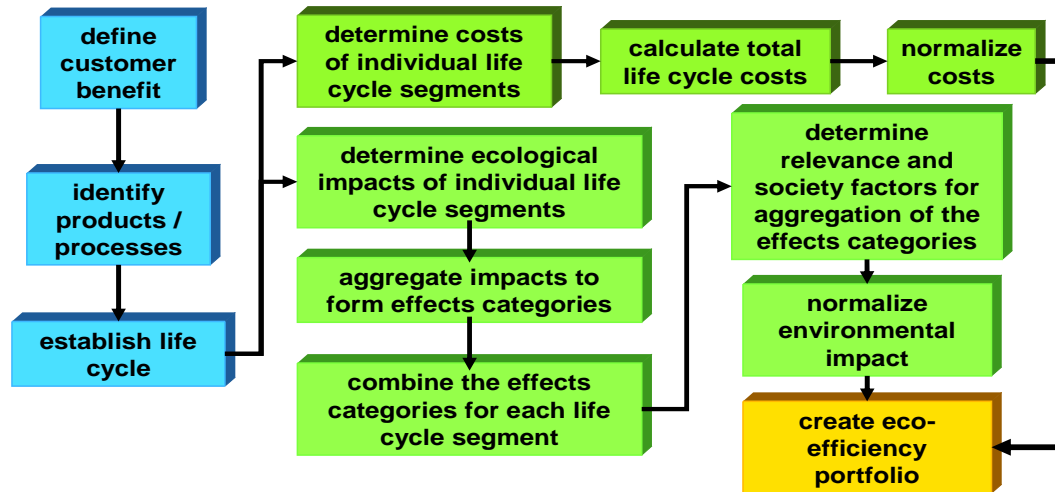 define
customer
benefit
identify
products /
processes
establish life
cycle
determine costs
of individual life
cycle segments
calculate total
life cycle costs
normalize
costs
determine ecological
impacts of individual life
cycle segments
aggregate impacts to
form effects categories
combine the effects
categories for each life
cycle segment
determine
relevance and
society factors for
aggregation of the
effects categories
normalize
environmental
impact
create eco-
efficiency
portfolio